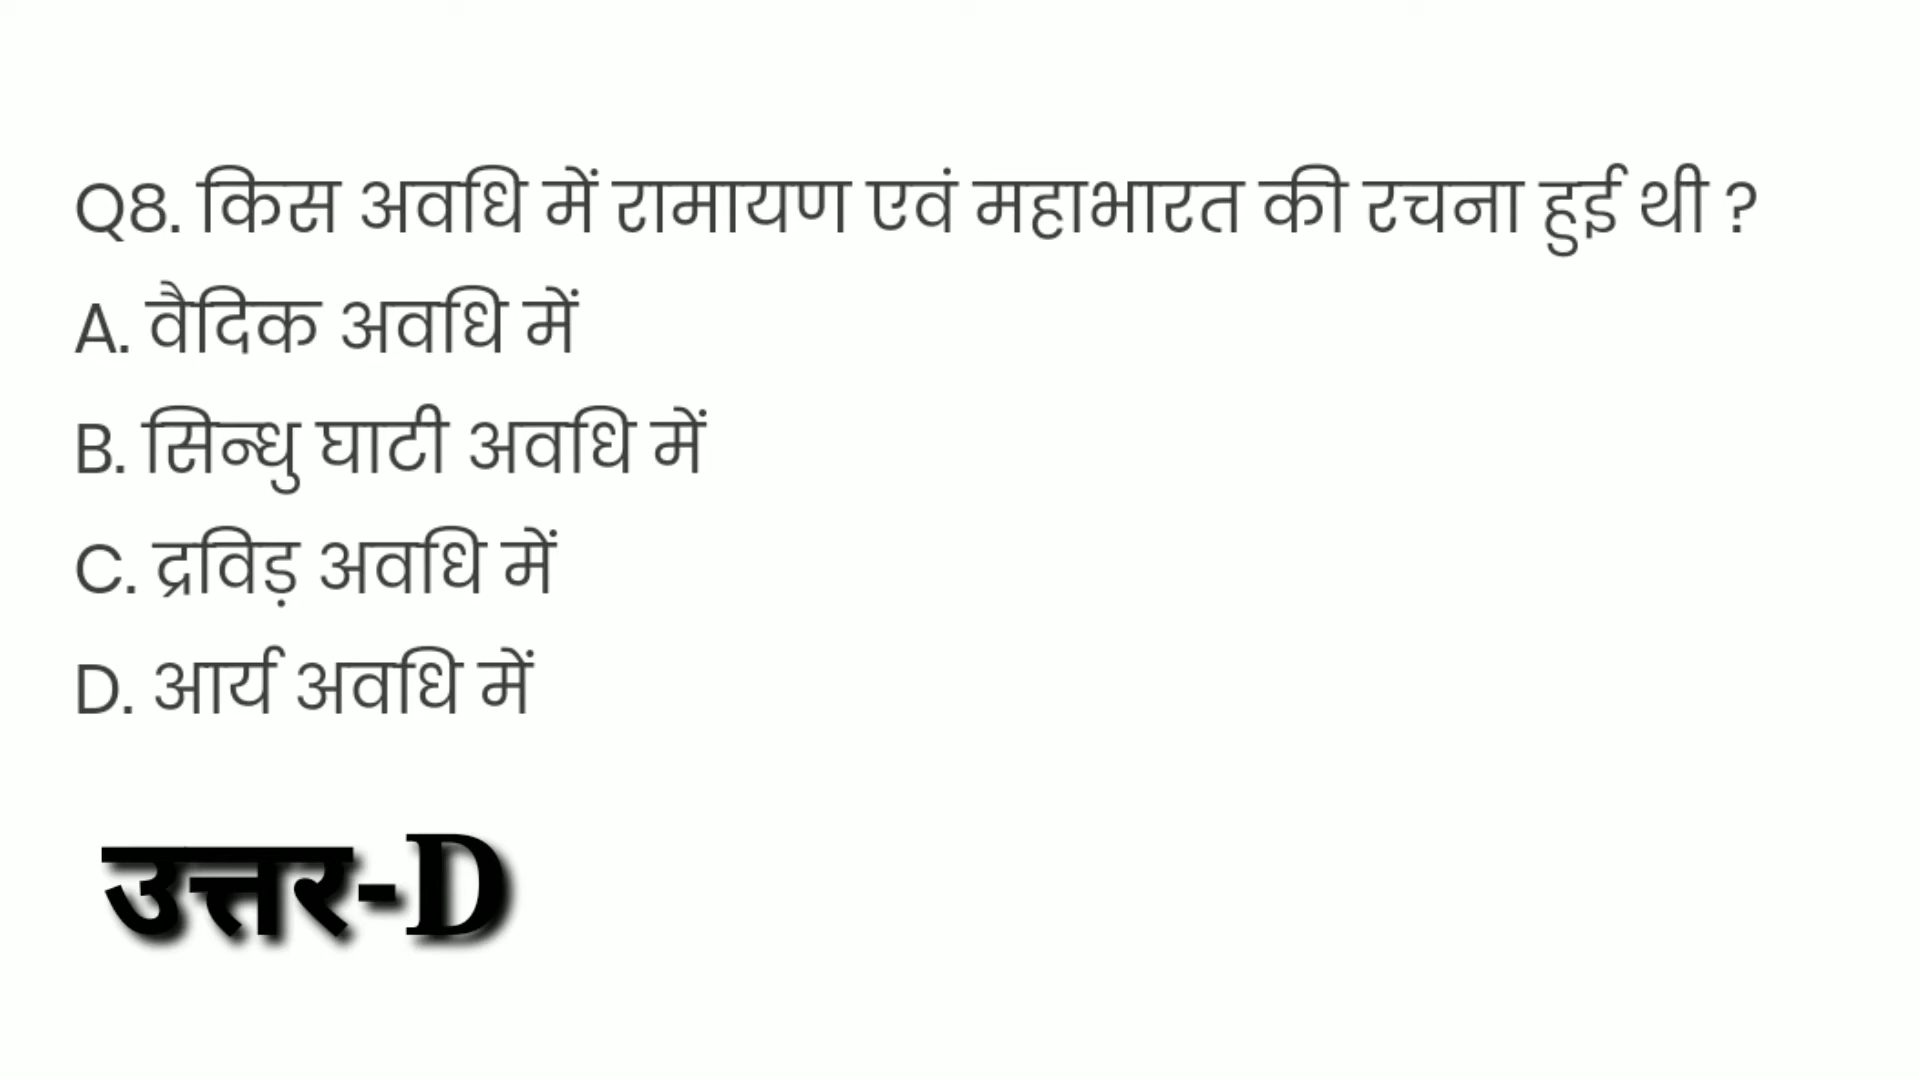 Q8. किस अवधि में रामायण एवं महाभारत की रचना हुई थी ?
A. वैदिक अवधि में
B. सिन्धु घाटी अवधि में
C. द्रविड़ अवधि में
D. आर्य अवधि में
उत्तर-D